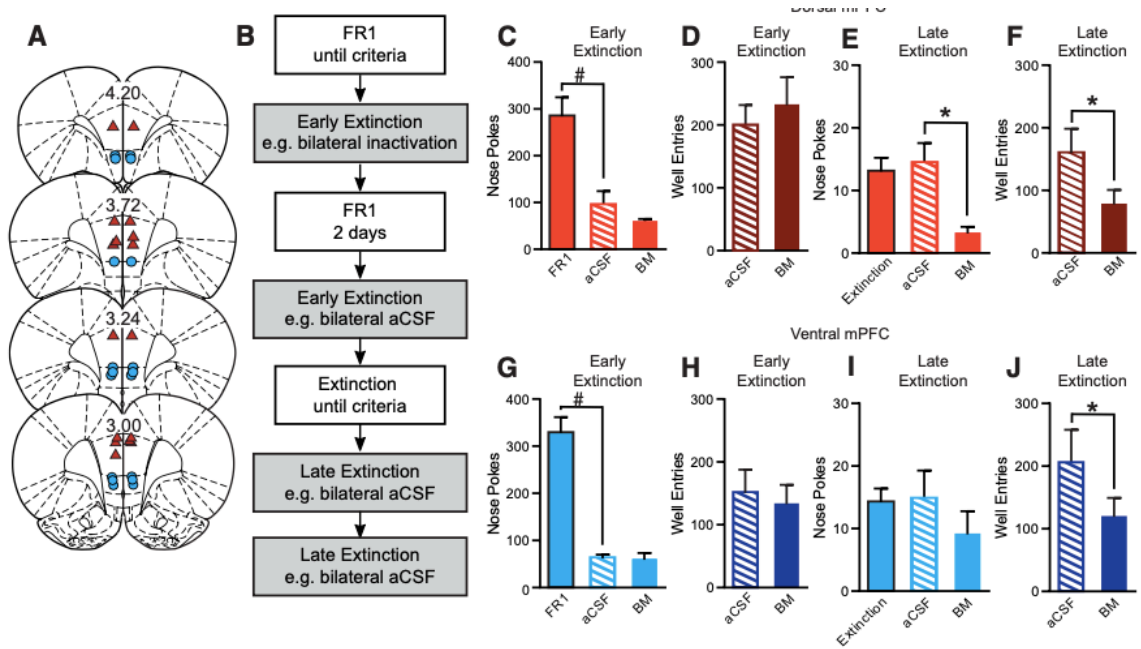 A
4.20
3.72
3.24
3.00
B
FR1
until criteria
Early Extinction
e.g. bilateral inactivation
FR1
2 days
Early Extinction
e.g. bilateral aCSF
Extinction
until criteria
Late Extinction
e.g. bilateral aCSF
Late Extinction
e.g. bilateral aCSF
C
Early
Extinction
Nose Pokes
400
300
200
100
0
#
FR1
aCSF
BM
D
Early
Extinction
Well Entries
300
200
100
0
aCSF
BM
E
Late
Extinction
Nose Pokes
30
20
10
0
*
Extinction
aCSF
BM
F
Late
Extinction
Well Entries
300
200
100
0
*
aCSF
BM
Ventral mPFC
G
Early
Extinction
Nose Pokes
400
300
200
100
0
#
FR1
aCSF
BM
H
Early
Extinction
Well Entries
300
200
100
0
aCSF
BM
I
Late
Extinction
Nose Pokes
30
20
10
0
Extinction
aCSF
BM
J
Late
Extinction
Well Entries
300
200
100
0
*
aCSF
BM